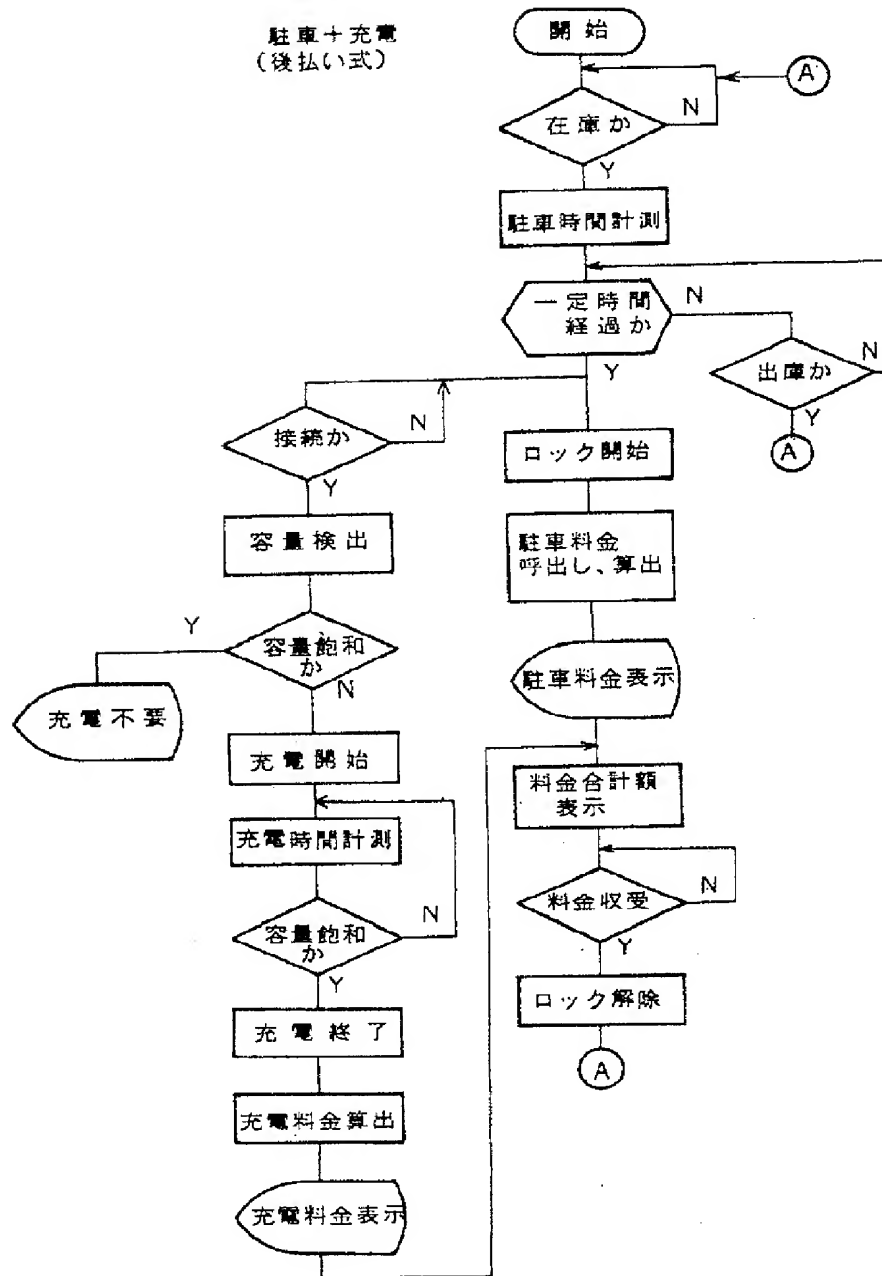 駐車+充電
(後払い式)
開始
A
N
在庫か
Y
駐車時間計測
一定時間
経過か
N
Y
出庫か
N
Y
A
接続か
N
Y
ロック開始
容量検出
駐車料金
呼出し、算出
Y
容量飽和
か
N
充電不要
駐車料金表示
充電開始
料金合計額
表示
充電時間計測
容量飽和
か
N
Y
料金収受
N
Y
充電終了
ロック解除
A
充電料金算出
充電料金表示